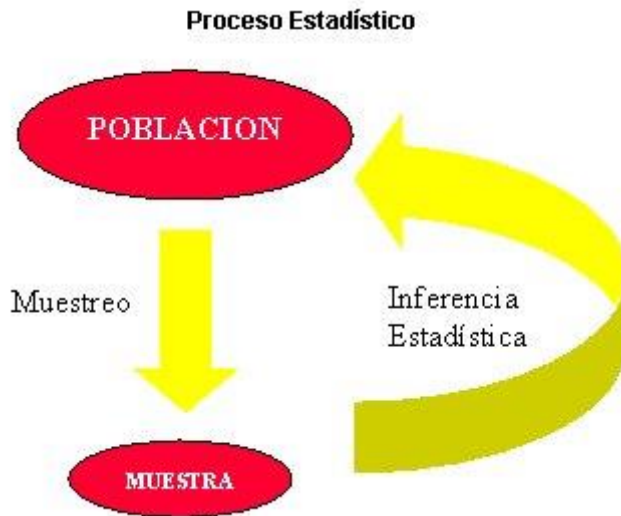 Proceso Estadístico
POBLACION
Muestreo
Inferencia
Estadística
MUESTRA